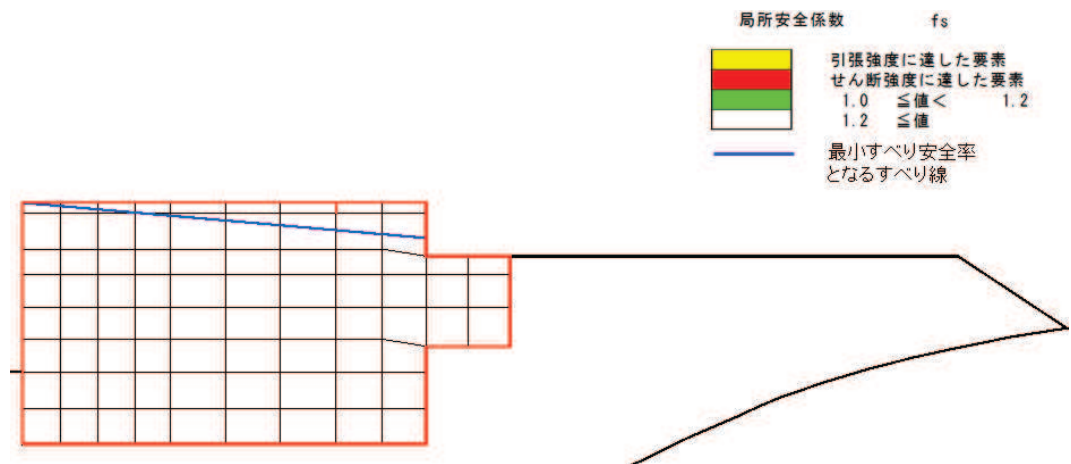 局所安全係数 fs
引張強度に達した要素
せん断強度に達した要素
1.0 ≦値< 1.2
1.2 ≦値
最小すべり安全率
となるすべり線